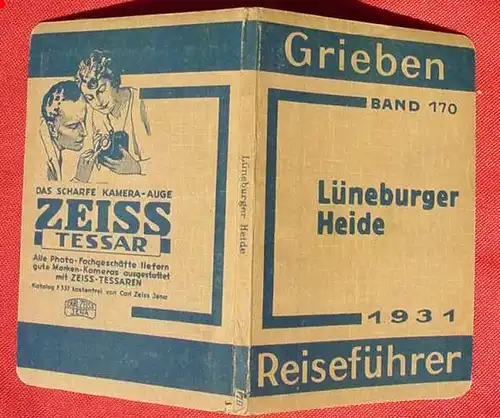 DAS SCHARFE KAMERA-AUGE
ZEISS
TESSAR
Alle Photo-Fachgeschäfte liefern
gute Marken-Kameras ausgestattet
mit ZEISS-TESSAREN
Katalog P 337 kostenfrei von Carl Zeiss Jena
CARL ZEISS
JENA
Lüneburger Heide
Grieben
BAND 170
Lüneburger
Heide
1931
Reiseführer